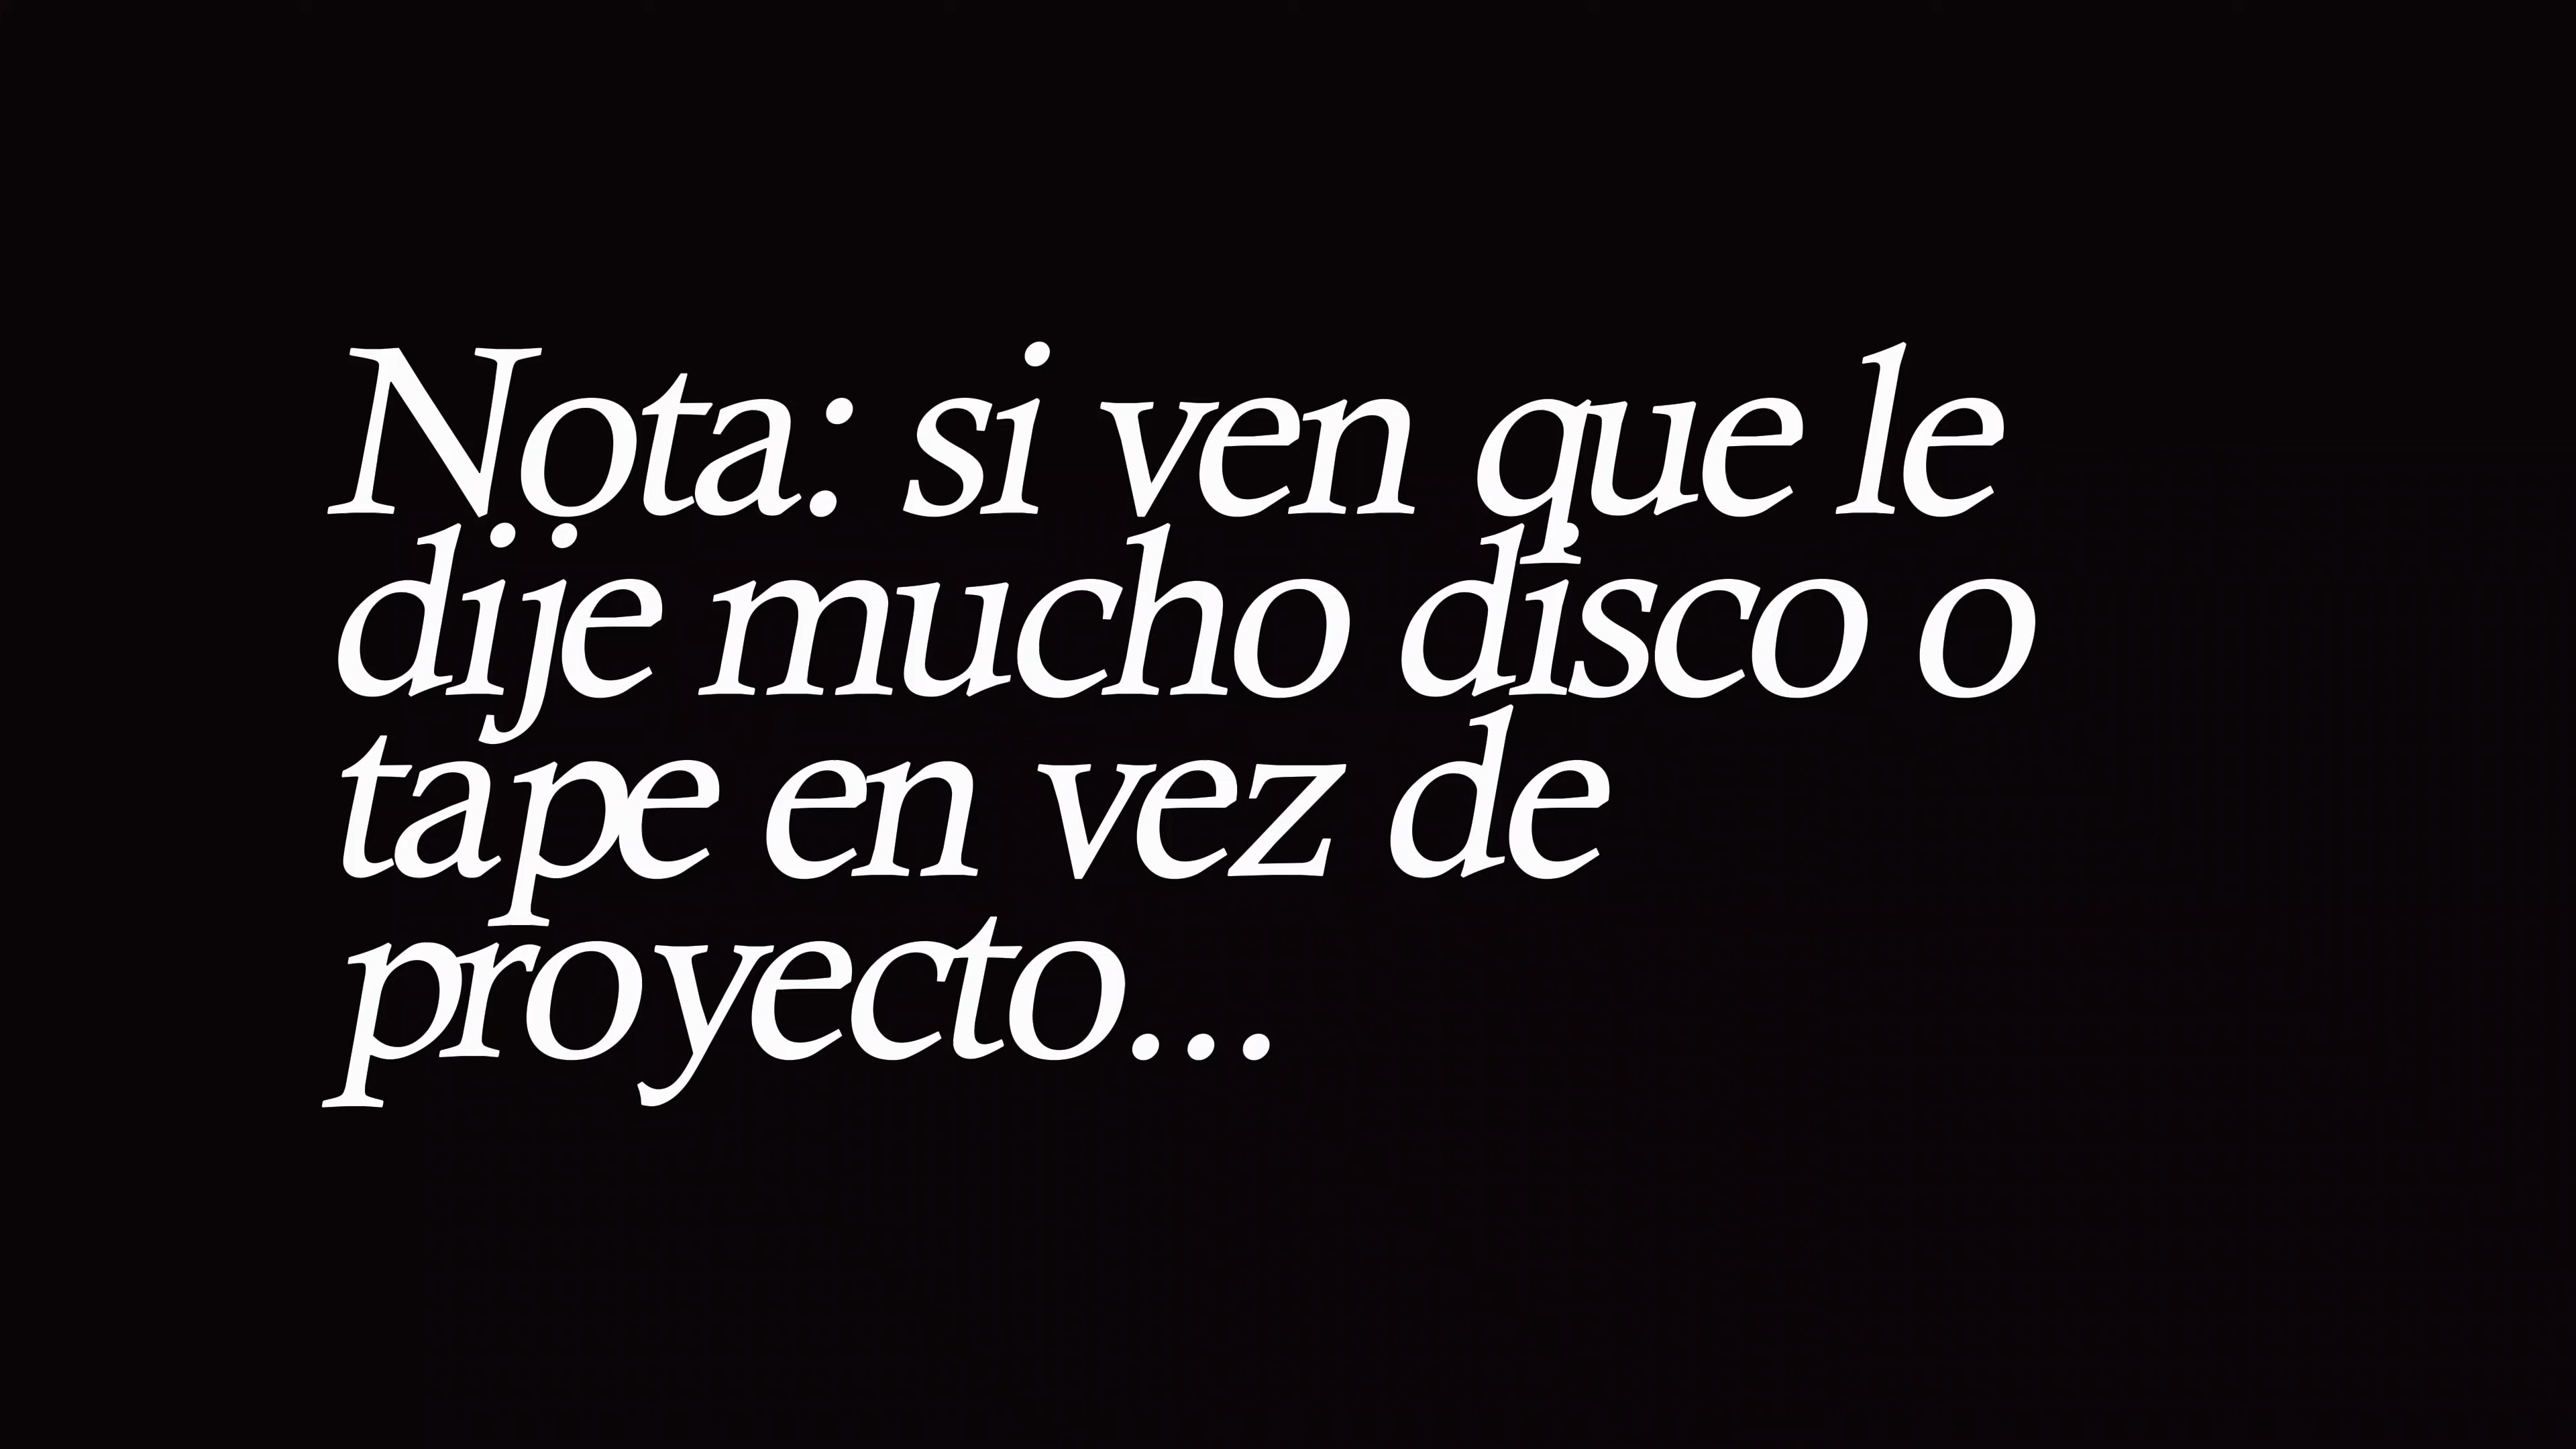 Nota: si ven que le
dije mucho disco o
tape en vez de
proyecto...